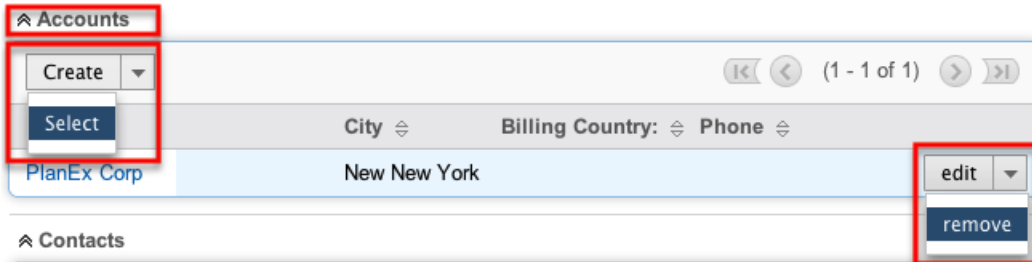 Accounts
Create (1 - 1 of 1)
Select City Billing Country: Phone
PlanEx Corp New New York edit
remove
Contacts